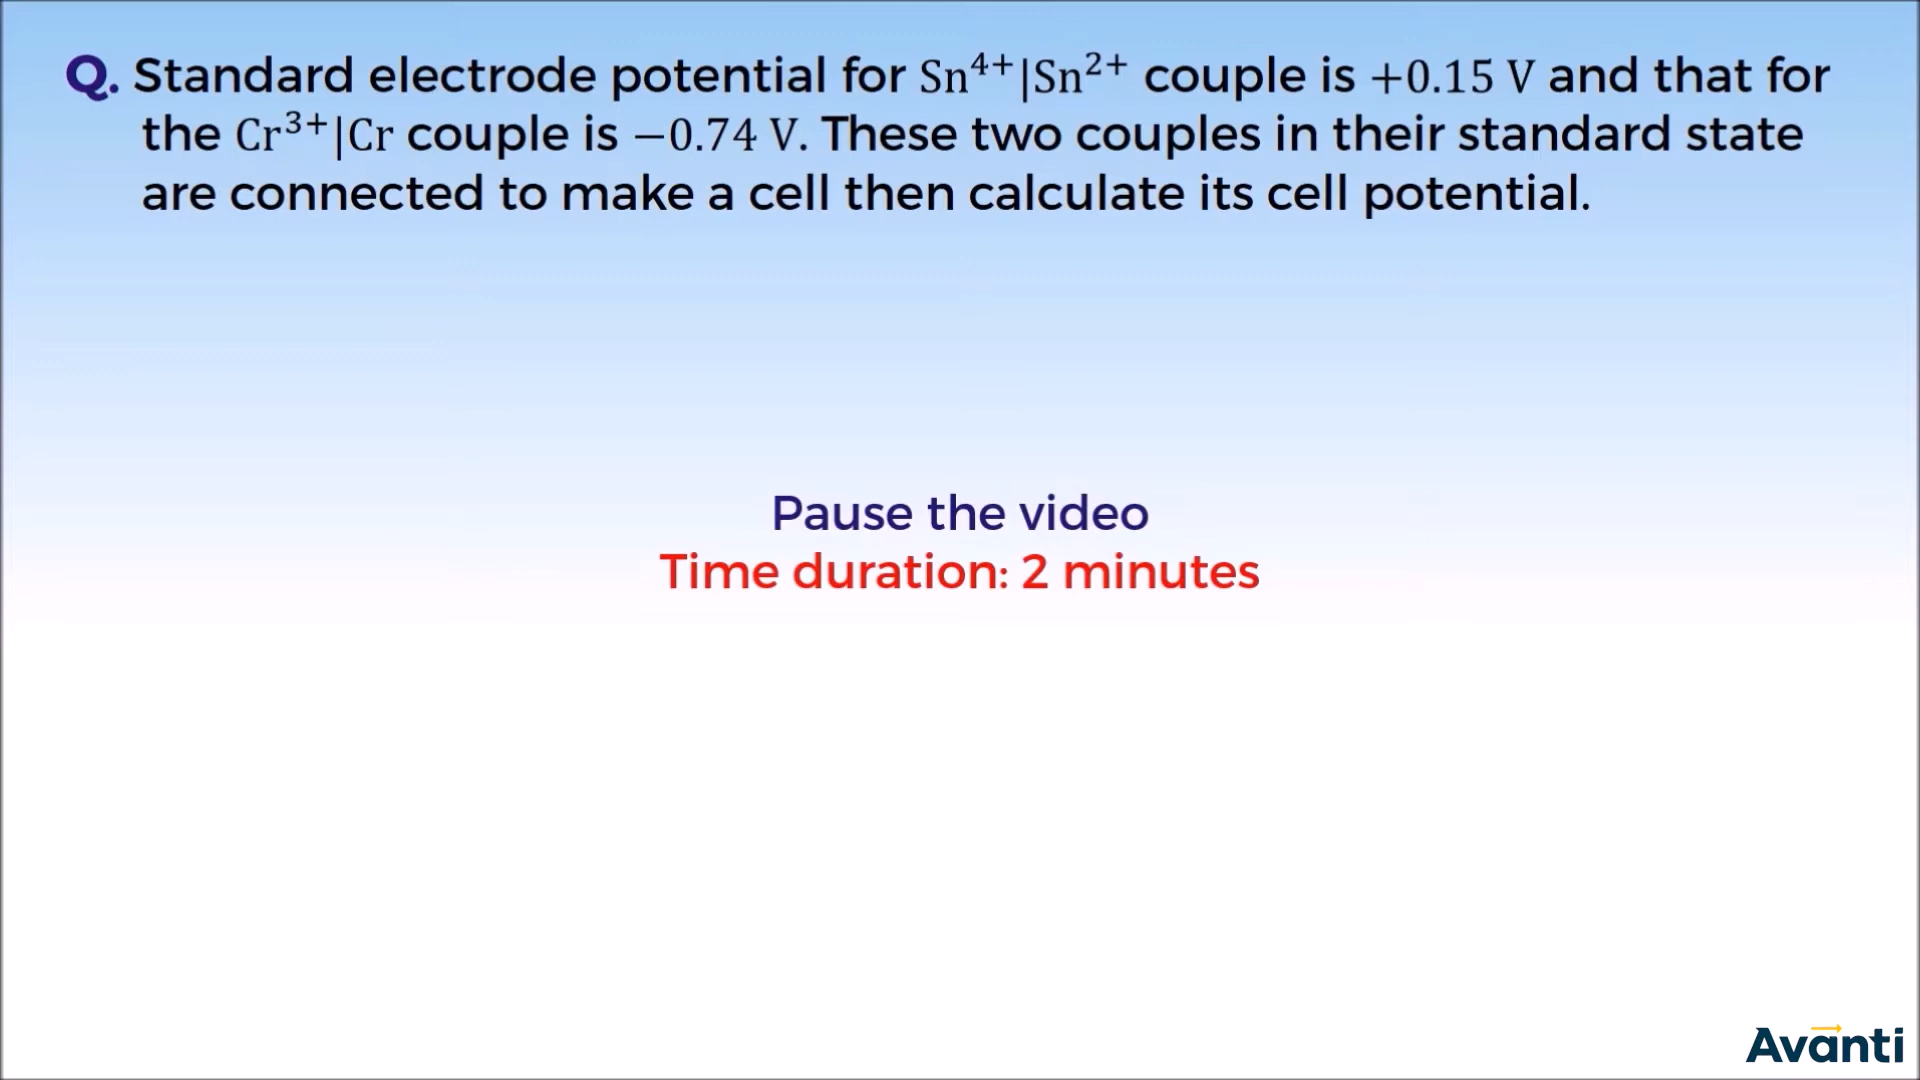 Q. Standard electrode potential for Sn⁴⁺|Sn²⁺ couple is +0.15 V and that for
the Cr³⁺|Cr couple is −0.74 V. These two couples in their standard state
are connected to make a cell then calculate its cell potential.
Pause the video
Time duration: 2 minutes
Avanti